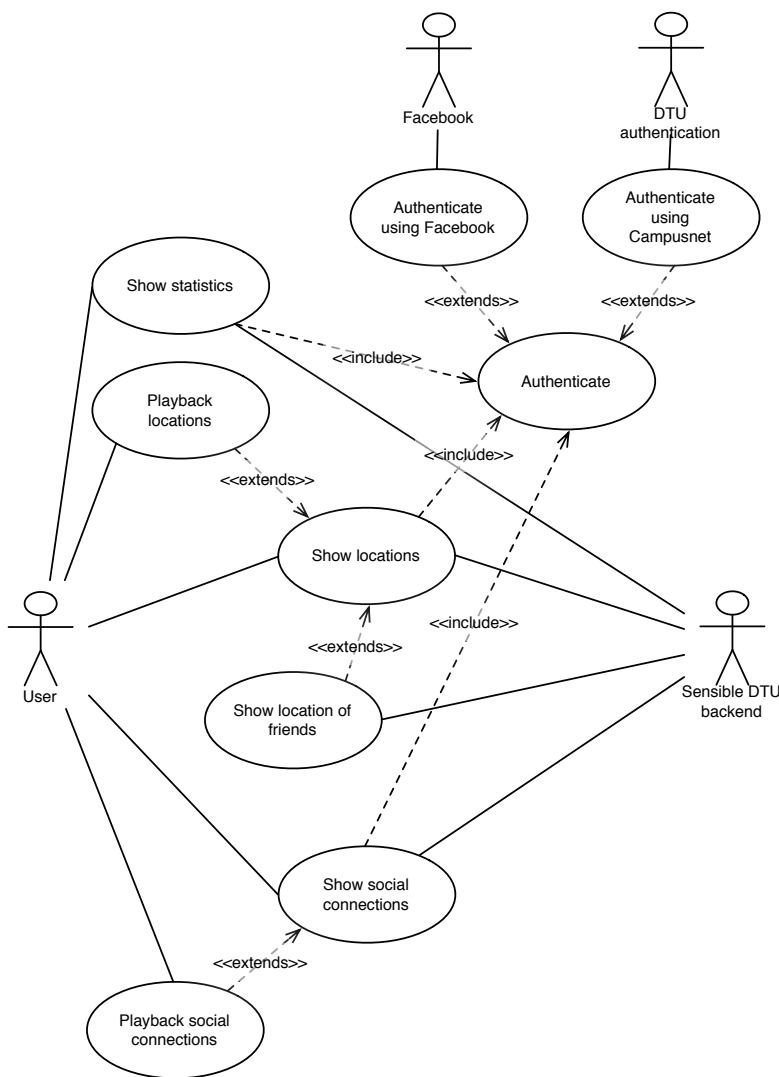 Facebook
DTU
authentication
Authenticate
using Facebook
Authenticate
using
Campusnet
Show statistics
<<extends>>
<<extends>>
<<include>>
Authenticate
Playback
locations
<<extends>>
<<include>>
Show locations
<<include>>
<<extends>>
User
Sensible DTU
backend
Show location of
friends
Show social
connections
<<extends>>
Playback social
connections